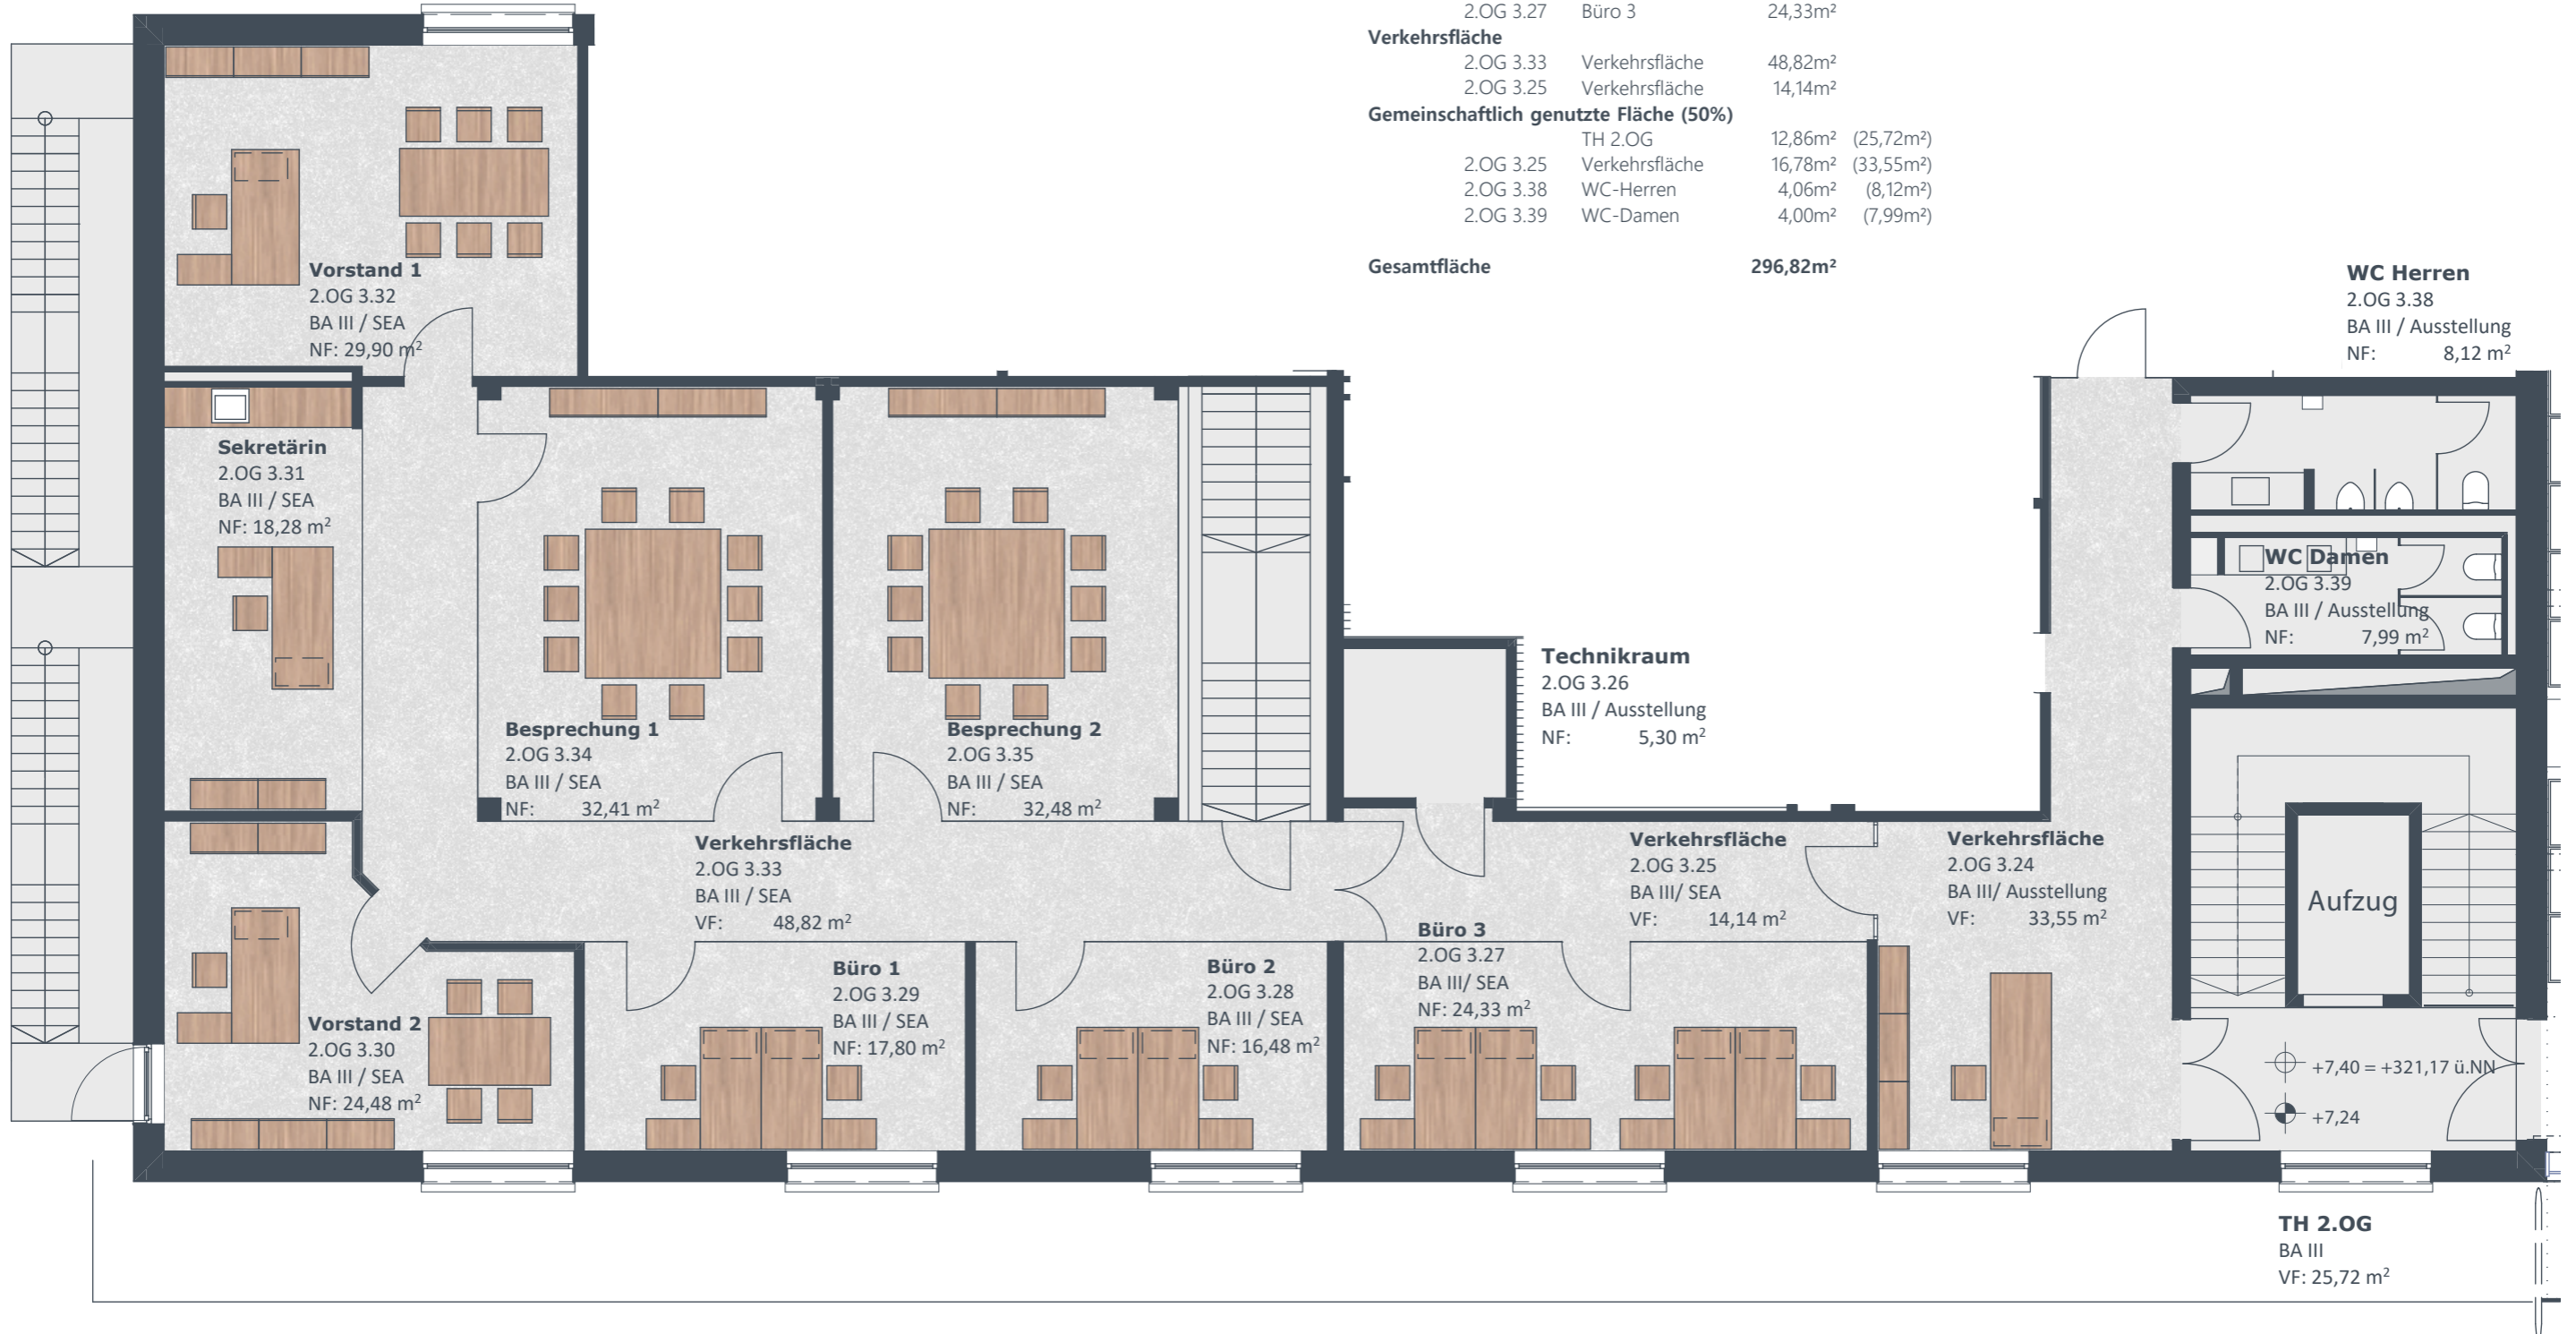 2.OG 3.27 Büro 3 24,33m²
Verkehrsfläche
2.OG 3.33 Verkehrsfläche 48,82m²
2.OG 3.25 Verkehrsfläche 14,14m²
Gemeinschaftlich genutzte Fläche (50%)
TH 2.OG 12,86m² (25,72m²)
2.OG 3.25 Verkehrsfläche 16,78m² (33,55m²)
2.OG 3.38 WC-Herren 4,06m² (8,12m²)
2.OG 3.39 WC-Damen 4,00m² (7,99m²)
Gesamtfläche 296,82m²
Vorstand 1
2.OG 3.32
BA III / SEA
NF: 29,90 m²
WC Herren
2.OG 3.38
BA III / Ausstellung
NF: 8,12 m²
Sekretärin
2.OG 3.31
BA III / SEA
NF: 18,28 m²
WC Damen
2.OG 3.39
BA III / Ausstellung
NF: 7,99 m²
Technikraum
2.OG 3.26
BA III / Ausstellung
NF: 5,30 m²
Besprechung 1
2.OG 3.34
BA III / SEA
NF: 32,41 m²
Besprechung 2
2.OG 3.35
BA III / SEA
NF: 32,48 m²
Verkehrsfläche
2.OG 3.33
BA III / SEA
VF: 48,82 m²
Verkehrsfläche
2.OG 3.25
BA III/ SEA
VF: 14,14 m²
Verkehrsfläche
2.OG 3.24
BA III/ Ausstellung
VF: 33,55 m²
Aufzug
Büro 3
2.OG 3.27
BA III/ SEA
NF: 24,33 m²
Büro 1
2.OG 3.29
BA III / SEA
NF: 17,80 m²
Büro 2
2.OG 3.28
BA III / SEA
NF: 16,48 m²
Vorstand 2
2.OG 3.30
BA III / SEA
NF: 24,48 m²
+7,40 = +321,17 ü.NN
+7,24
TH 2.OG
BA III
VF: 25,72 m²